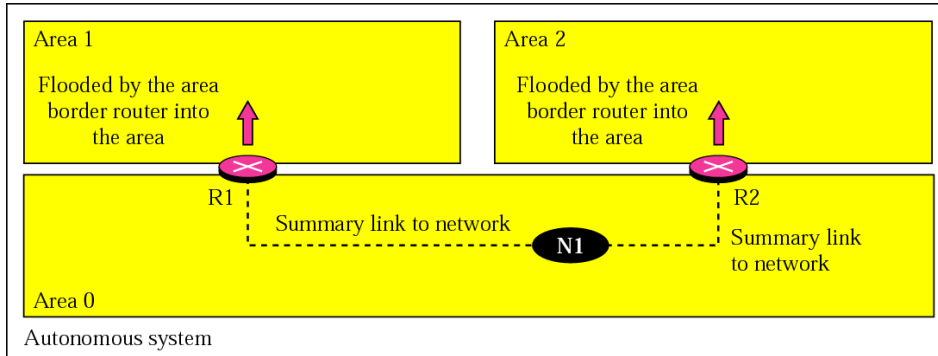 Area 1
Flooded by the area
border router into
the area
Area 2
Flooded by the area
border router into
the area
R1
R2
Summary link to network
N1
Summary link
to network
Area 0
Autonomous system